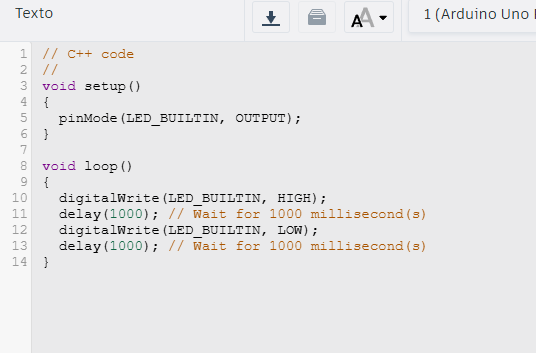 Texto
1 (Arduino Uno
1 // C++ code
2 //
3 void setup()
4 {
5   pinMode(LED_BUILTIN, OUTPUT);
6 }
7
8 void loop()
9 {
10   digitalWrite(LED_BUILTIN, HIGH);
11   delay(1000); // Wait for 1000 millisecond(s)
12   digitalWrite(LED_BUILTIN, LOW);
13   delay(1000); // Wait for 1000 millisecond(s)
14 }